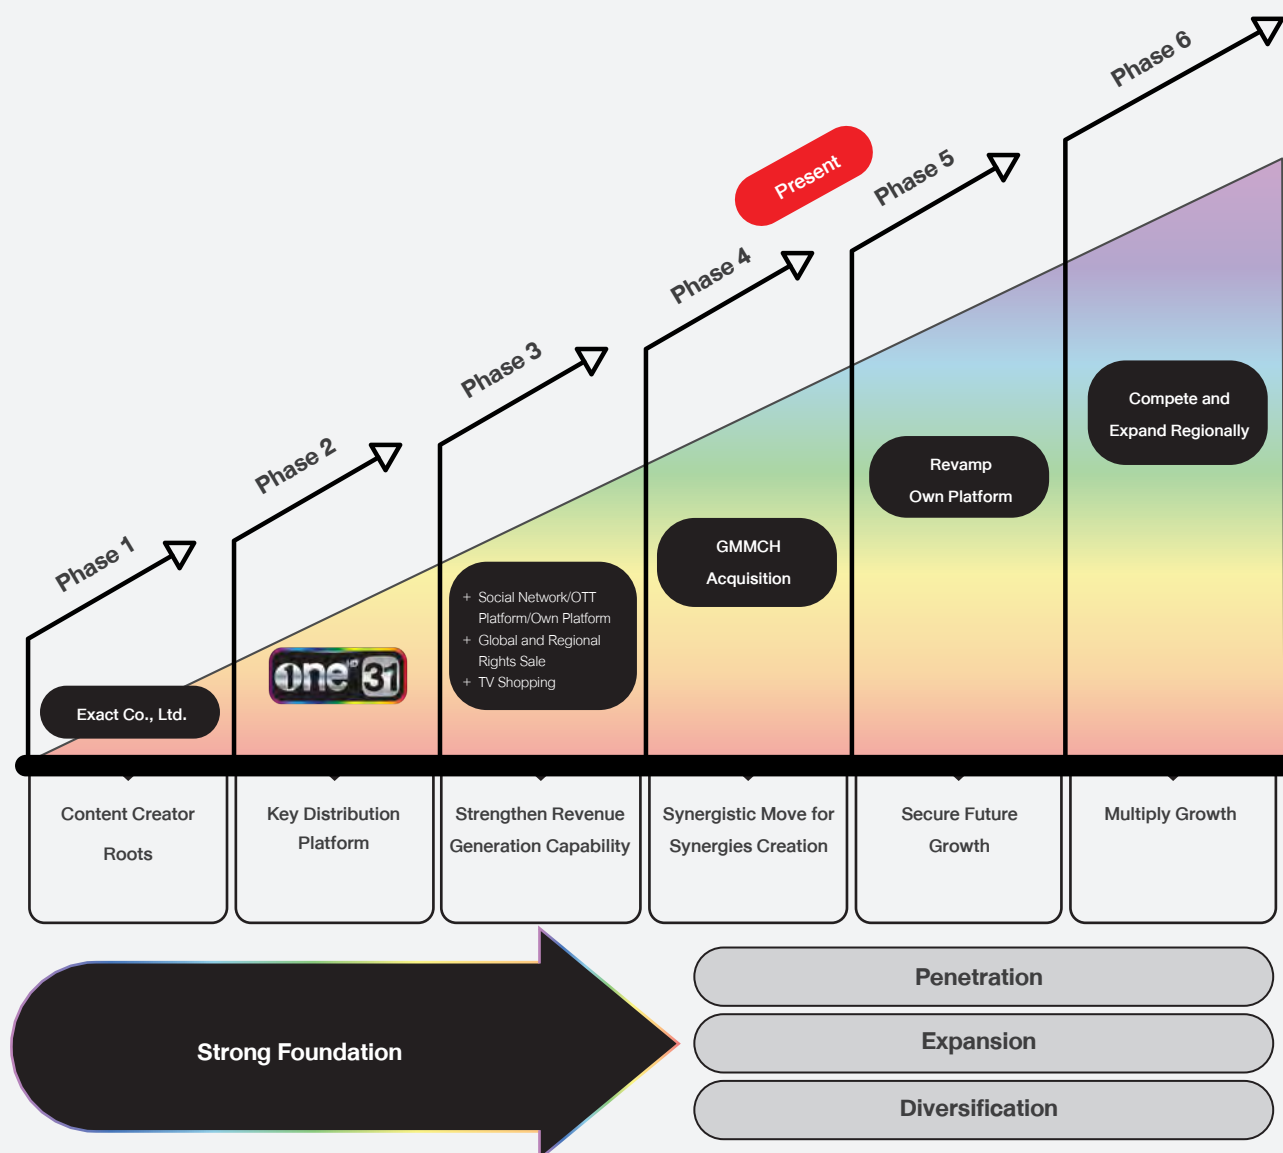 Phase 6
Present
Phase 5
Phase 4
Phase 3
Phase 2
Phase 1
Compete and
Expand Regionally
Revamp
Own Platform
GMMCH
Acquisition
+ Social Network/OTT
Platform/Own Platform
+ Global and Regional
Rights Sale
+ TV Shopping
one HD 31
Exact Co., Ltd.
Content Creator
Roots
Key Distribution
Platform
Strengthen Revenue
Generation Capability
Synergistic Move for
Synergies Creation
Secure Future
Growth
Multiply Growth
Strong Foundation
Penetration
Expansion
Diversification